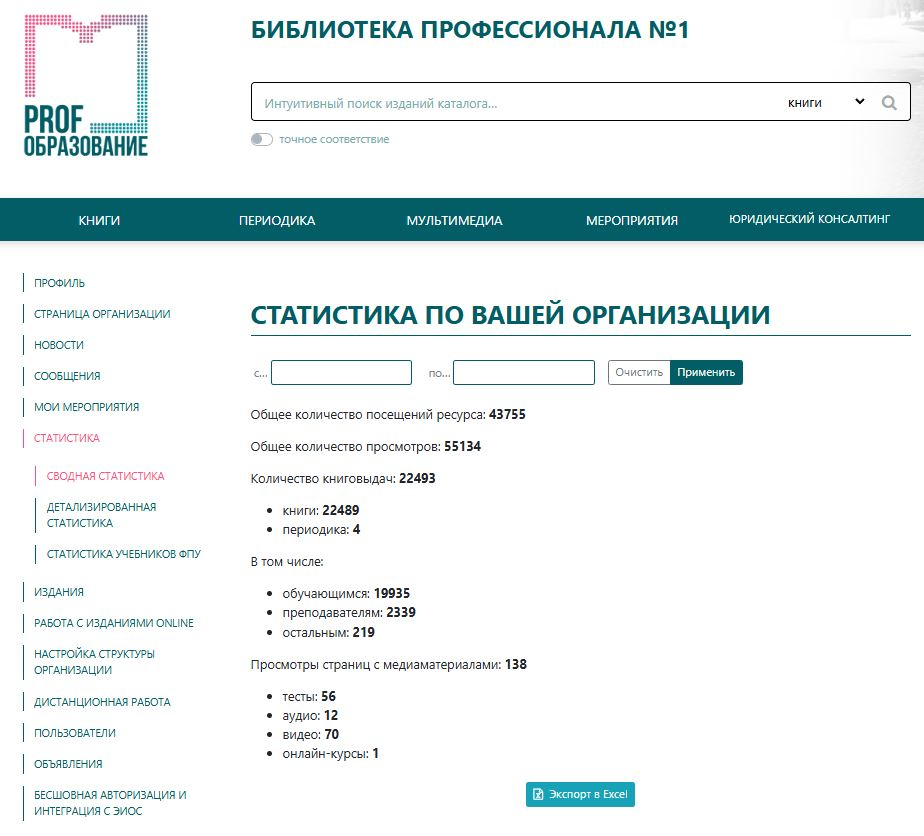 PROF
ОБРАЗОВАНИЕ
БИБЛИОТЕКА ПРОФЕССИОНАЛА №1
Интуитивный поиск изданий каталога... книги
точное соответствие
КНИГИ ПЕРИОДИКА МУЛЬТИМЕДИА МЕРОПРИЯТИЯ ЮРИДИЧЕСКИЙ КОНСАЛТИНГ
ПРОФИЛЬ
СТРАНИЦА ОРГАНИЗАЦИИ
НОВОСТИ
СООБЩЕНИЯ
МОИ МЕРОПРИЯТИЯ
СТАТИСТИКА
СВОДНАЯ СТАТИСТИКА
ДЕТАЛИЗИРОВАННАЯ
СТАТИСТИКА
СТАТИСТИКА УЧЕБНИКОВ ФПУ
ИЗДАНИЯ
РАБОТА С ИЗДАНИЯМИ ONLINE
НАСТРОЙКА СТРУКТУРЫ
ОРГАНИЗАЦИИ
ДИСТАНЦИОННАЯ РАБОТА
ПОЛЬЗОВАТЕЛИ
ОБЪЯВЛЕНИЯ
БЕСШОВНАЯ АВТОРИЗАЦИЯ И
ИНТЕГРАЦИЯ С ЭИОС
СТАТИСТИКА ПО ВАШЕЙ ОРГАНИЗАЦИИ
с... по... Очистить Применить
Общее количество посещений ресурса: 43755
Общее количество просмотров: 55134
Количество книговыдач: 22493
книги: 22489
периодика: 4
В том числе:
обучающимся: 19935
преподавателям: 2339
остальным: 219
Просмотры страниц с медиаматериалами: 138
тесты: 56
аудио: 12
видео: 70
онлайн-курсы: 1
Экспорт в Excel